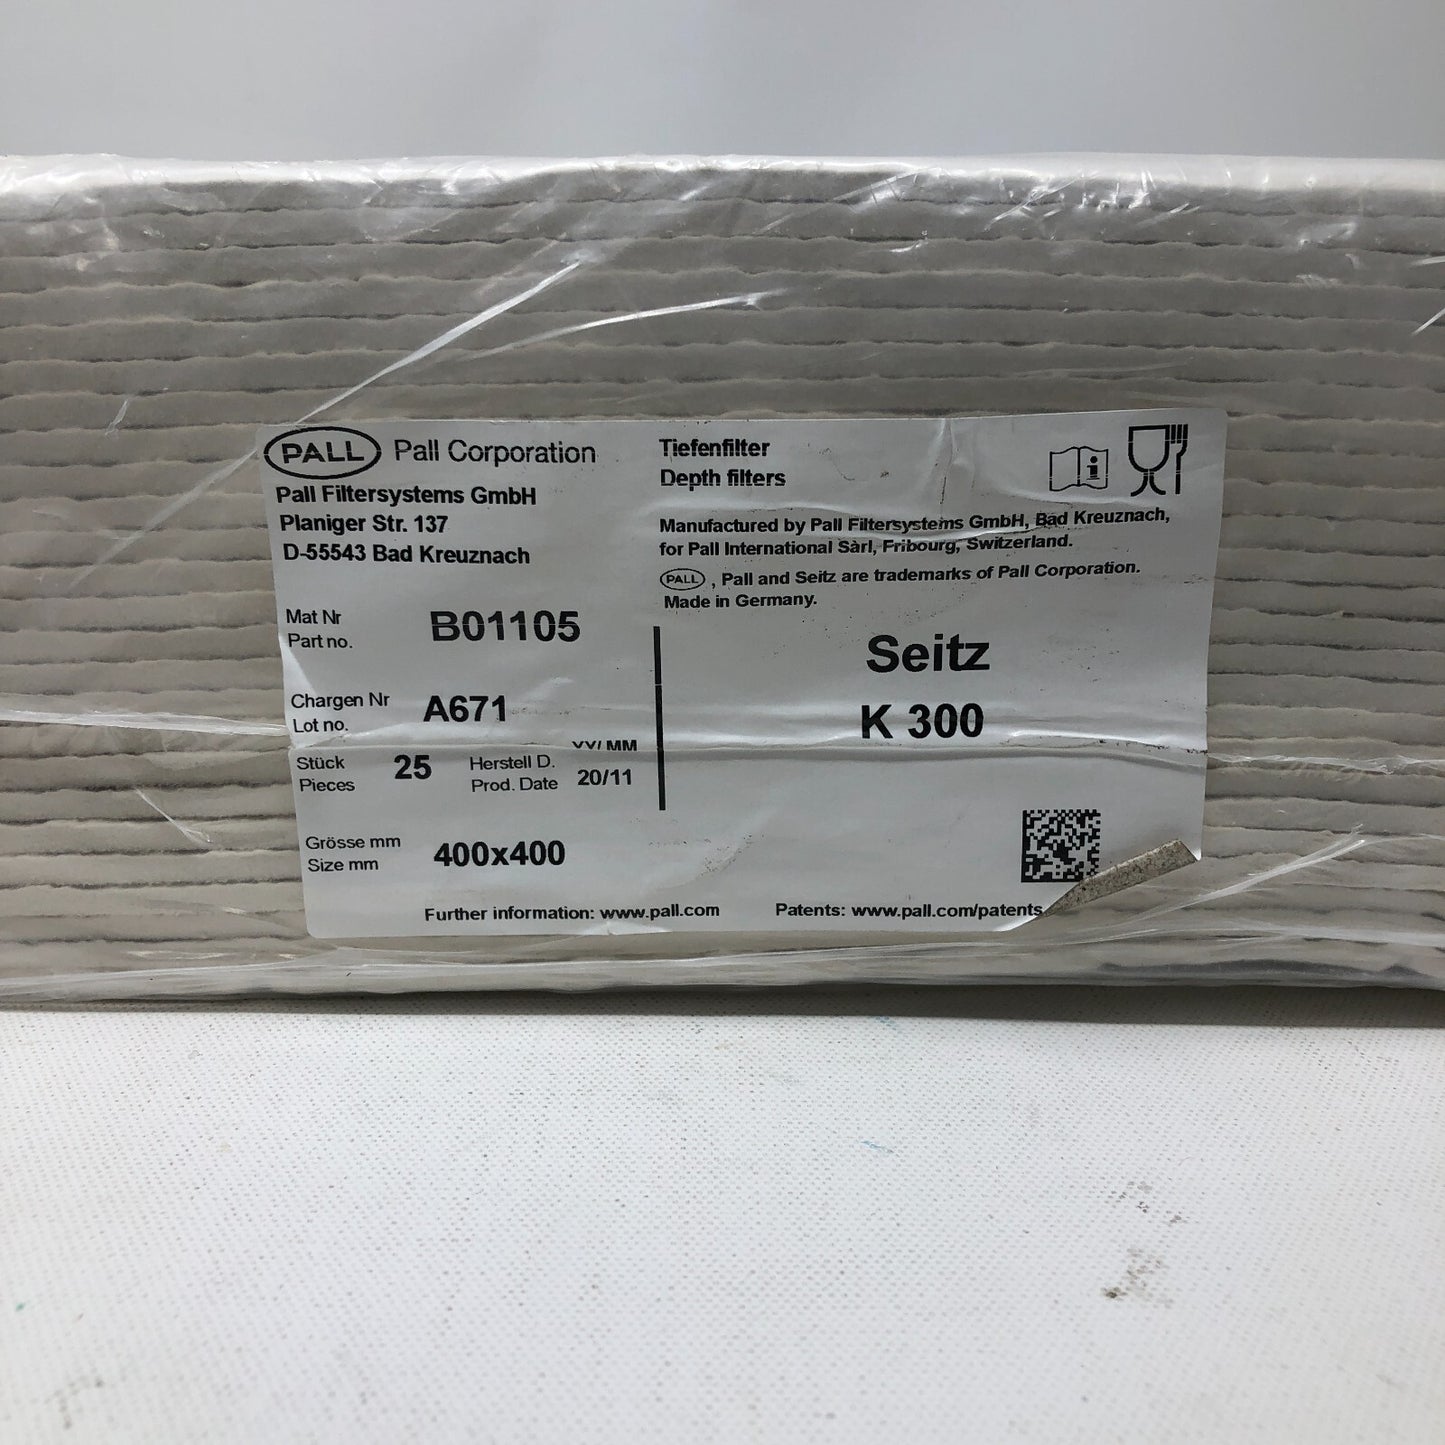 PALL Pall Corporation
Pall Filtersystems GmbH
Planiger Str. 137
D-55543 Bad Kreuznach
Tiefenfilter
Depth filters
Manufactured by Pall Filtersystems GmbH, Bad Kreuznach,
for Pall International Sàrl, Fribourg, Switzerland.
PALL , Pall and Seitz are trademarks of Pall Corporation.
Made in Germany.
Mat Nr
Part no. B01105
Chargen Nr
Lot no. A671
Stück
Pieces 25
YY/ MM
Herstell D.
Prod. Date 20/11
Grösse mm
Size mm 400x400
Seitz
K 300
Further information: www.pall.com
Patents: www.pall.com/patents